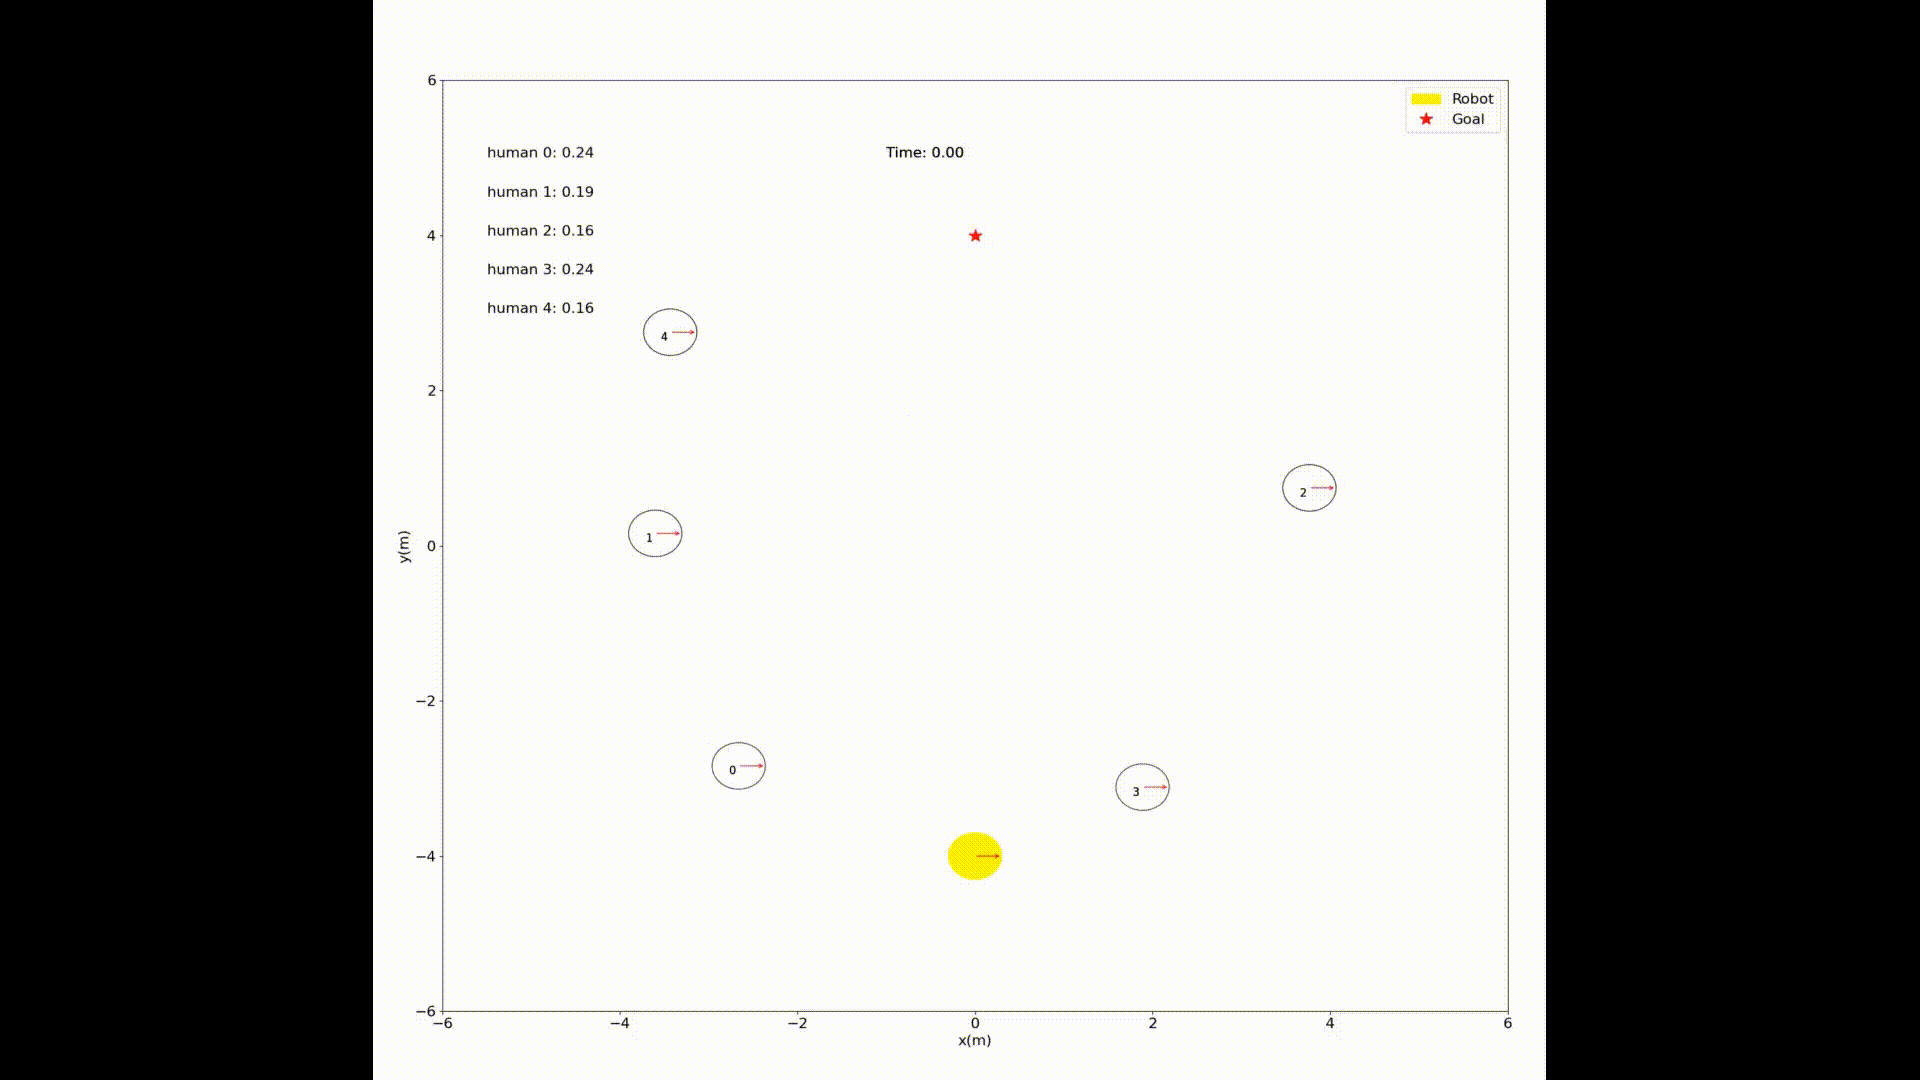 6
Robot
Goal
human 0: 0.24
Time: 0.00
human 1: 0.19
human 2: 0.16
4
human 3: 0.24
human 4: 0.16
4
2
2
1
0
y(m)
−2
0
3
−4
−6
−6
−4
−2
0
2
4
6
x(m)